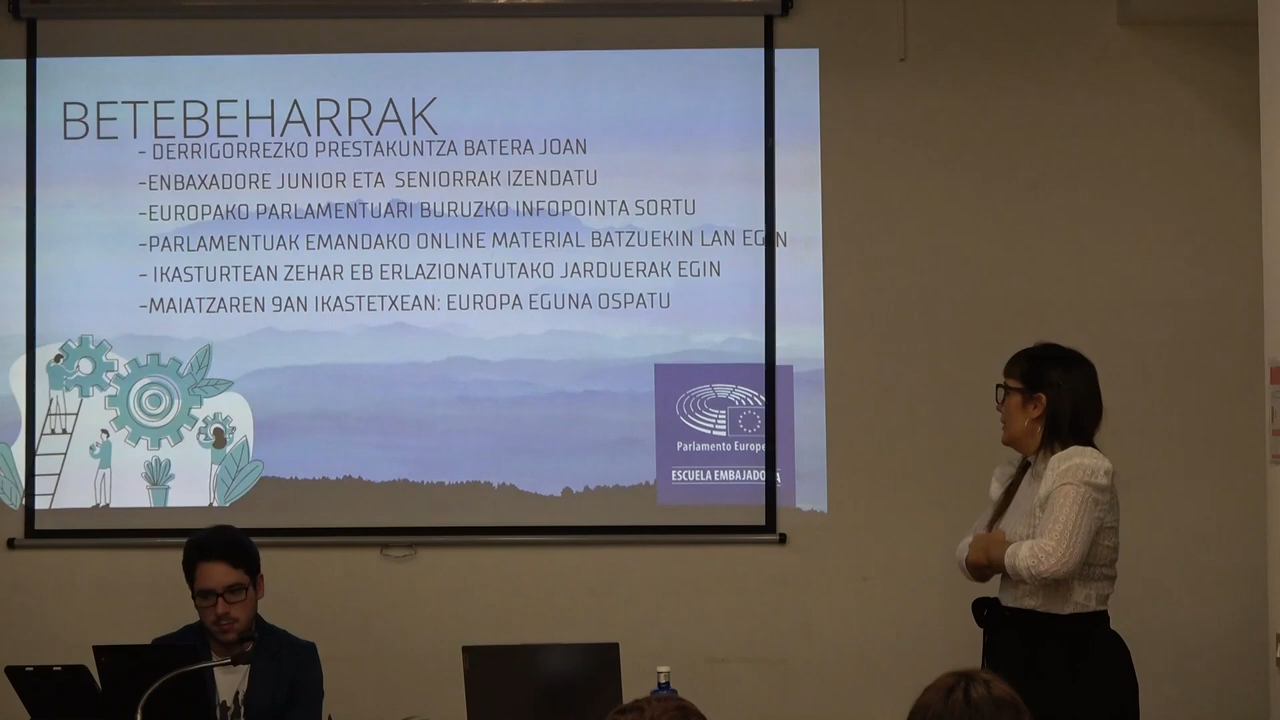 BETEBEHARRAK
- DERRIGORREZKO PRESTAKUNTZA BATERA JOAN
-ENBAXADORE JUNIOR ETA SENIORRAK IZENDATU
-EUROPAKO PARLAMENTUARI BURUZKO INFOPOINTA SORTU
-PARLAMENTUAK EMANDAKO ONLINE MATERIAL BATZUEKIN LAN EGIN
- IKASTURTEAN ZEHAR EB ERLAZIONATUTAKO JARDUERAK EGIN
-MAIATZAREN 9AN IKASTETXEAN: EUROPA EGUNA OSPATU
Parlamento Europe
ESCUELA EMBAJADORA